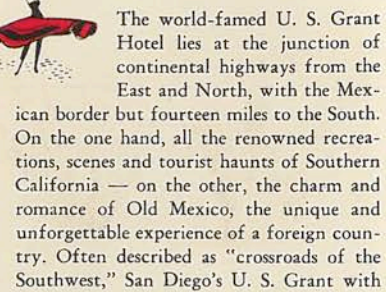 The world-famed U. S. Grant
Hotel lies at the junction of
continental highways from the
East and North, with the Mex-
ican border but fourteen miles to the South.
On the one hand, all the renowned recrea-
tions, scenes and tourist haunts of Southern
California — on the other, the charm and
romance of Old Mexico, the unique and
unforgettable experience of a foreign coun-
try. Often described as "crossroads of the
Southwest," San Diego's U. S. Grant with